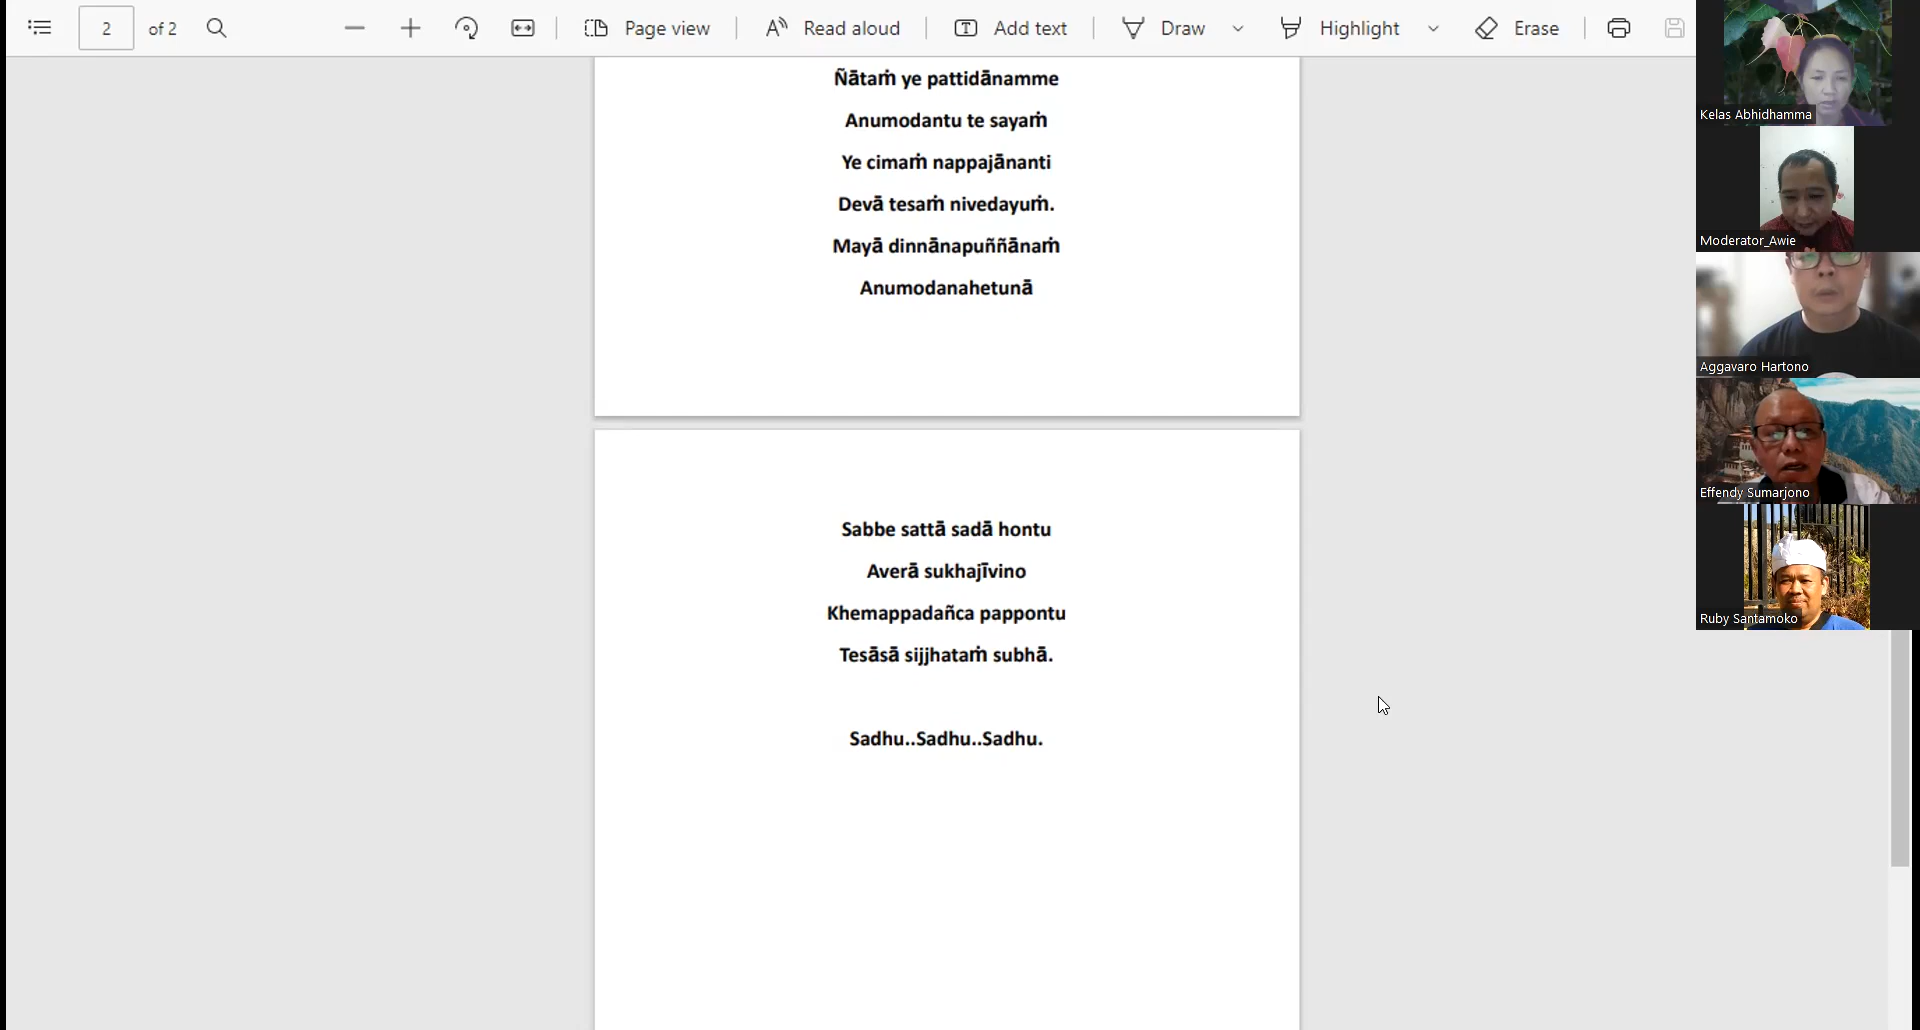 2
of 2
Page view
Read aloud
Add text
Draw
Highlight
Erase
Ñātaṁ ye pattidānamme
Anumodantu te sayaṁ
Ye cimaṁ nappajānanti
Devā tesaṁ nivedayuṁ.
Mayā dinnānapuññānaṁ
Anumodanahetunā
Sabbe sattā sadā hontu
Averā sukhajīvino
Khemappadañca pappontu
Tesāsā sijjhataṁ subhā.
Sadhu..Sadhu..Sadhu.
Kelas Abhidhamma
Moderator_Awie
Aggavaro Hartono
Effendy Sumarjono
Ruby Santamoko